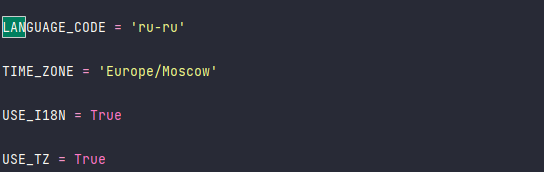 LANGUAGE_CODE = 'ru-ru'
TIME_ZONE = 'Europe/Moscow'
USE_I18N = True
USE_TZ = True